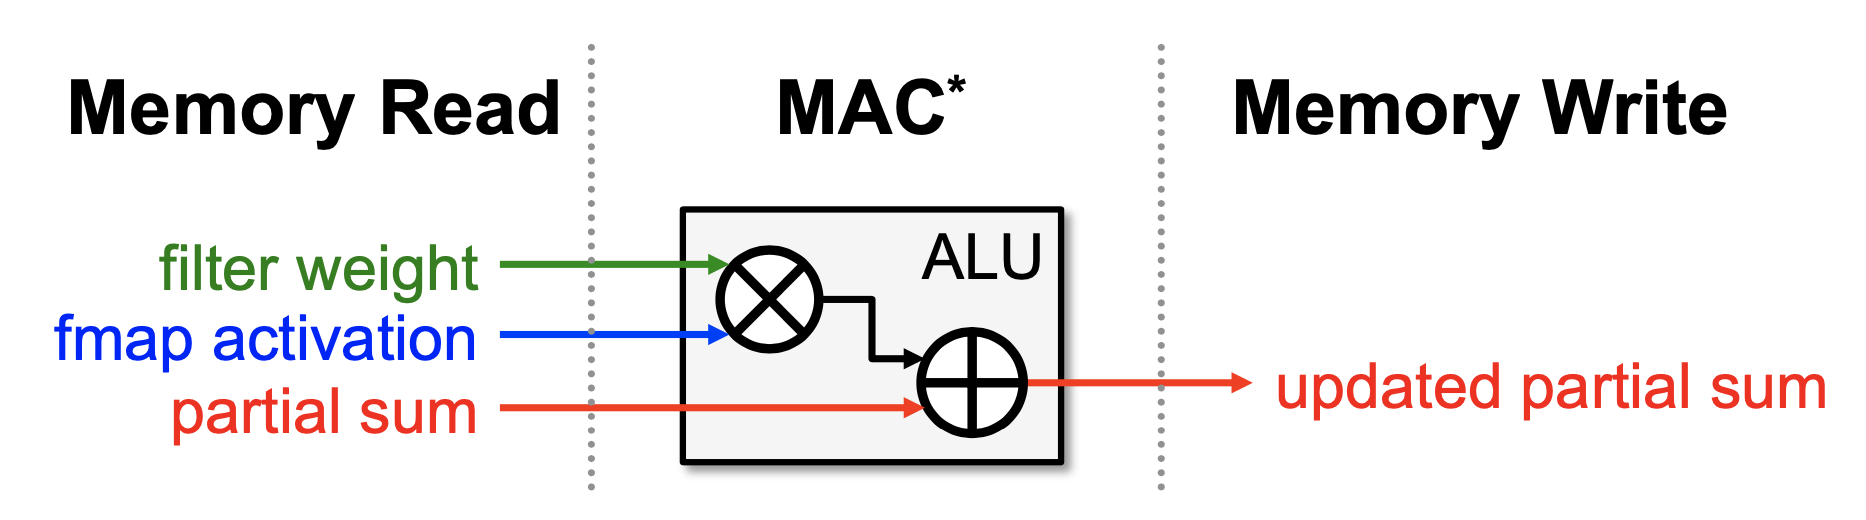 Memory Read
MAC*
Memory Write
ALU
filter weight
fmap activation
partial sum
updated partial sum